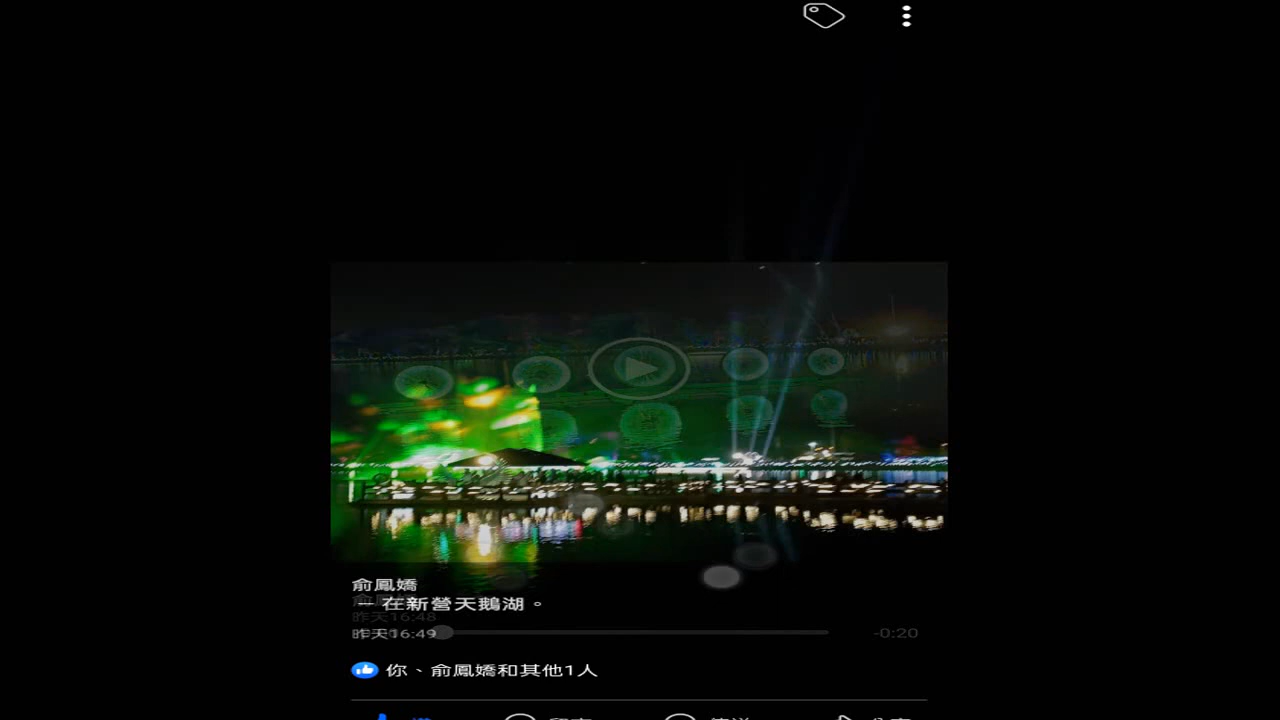 俞鳳嬌
— 在新營天鵝湖。
昨天16:48
昨天16:49
-0:20
你、俞鳳嬌和其他1人